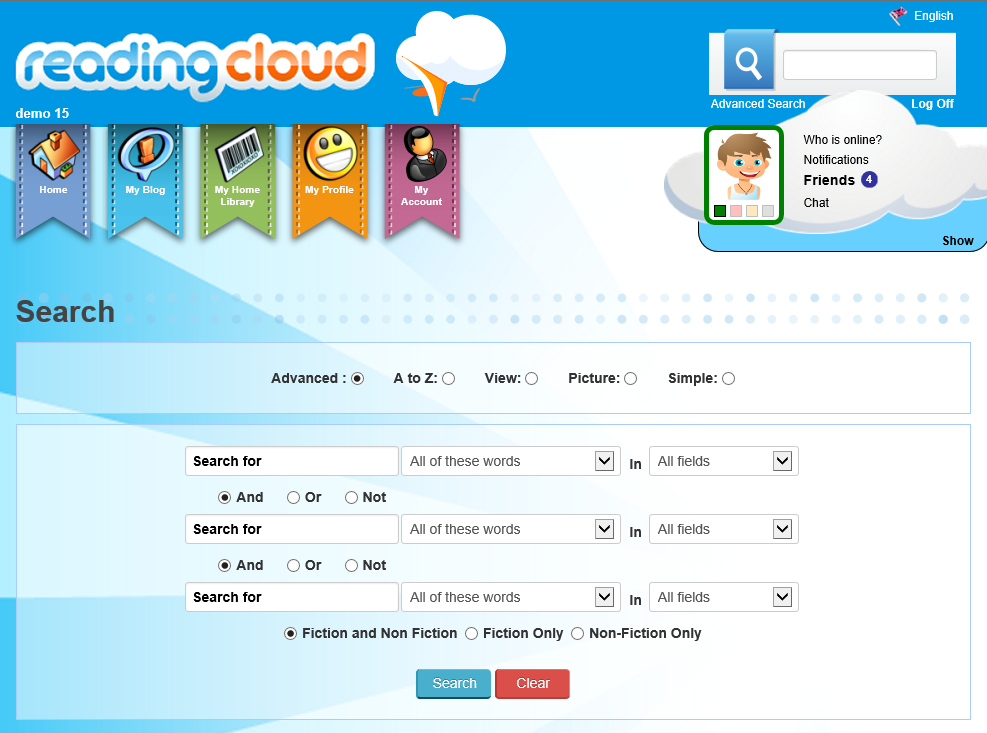 English
readingcloud
demo 15
Advanced Search Log Off
Home
My Blog
My Home
Library
My Profile
My
Account
Who is online?
Notifications
Friends 4
Chat
Show
Search
Advanced : A to Z: View: Picture: Simple:
Search for All of these words In All fields
And Or Not
Search for All of these words In All fields
And Or Not
Search for All of these words In All fields
Fiction and Non Fiction Fiction Only Non-Fiction Only
Search Clear